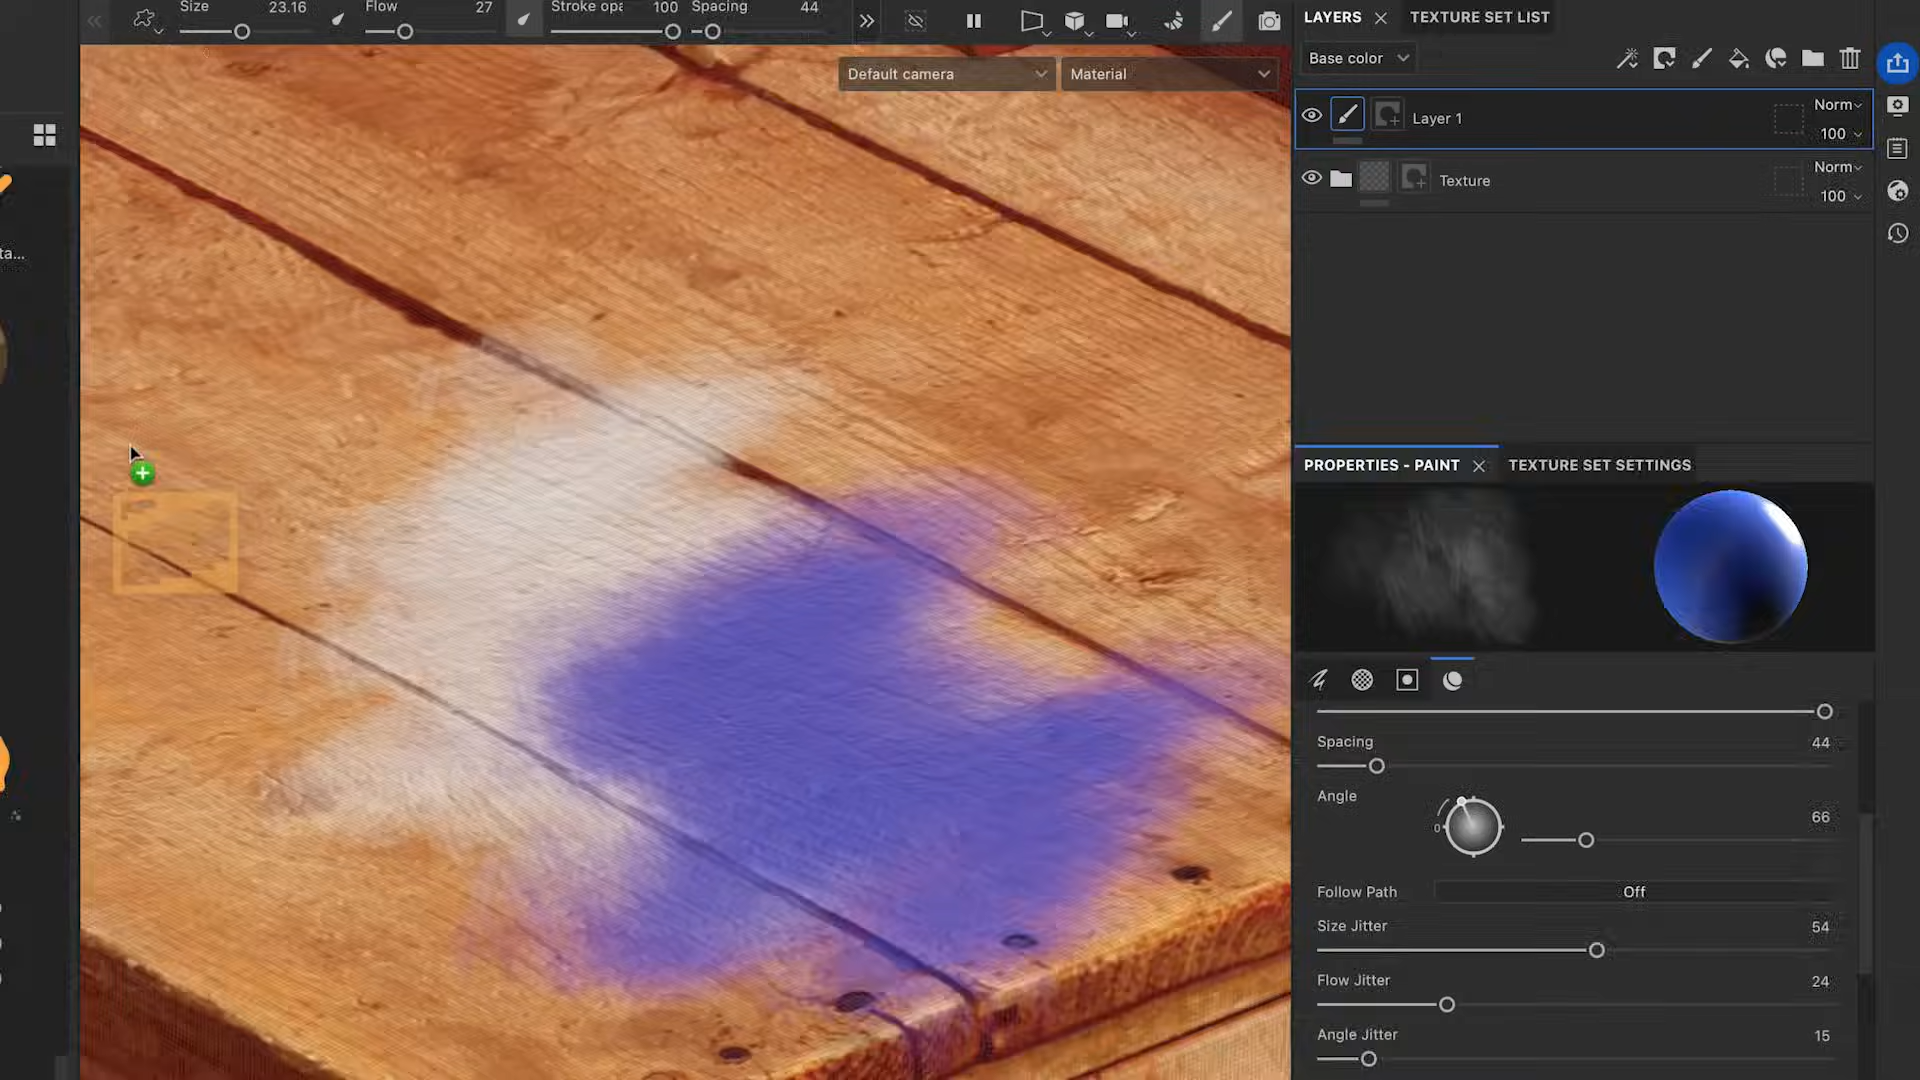 Size 23.16 Flow 27 Stroke opa 100 Spacing 44
Default camera Material
ta...
LAYERS TEXTURE SET LIST
Base color
Layer 1 Norm 100
Texture Norm 100
PROPERTIES - PAINT TEXTURE SET SETTINGS
Spacing 44
Angle 66
0
Follow Path Off
Size Jitter 54
Flow Jitter 24
Angle Jitter 15